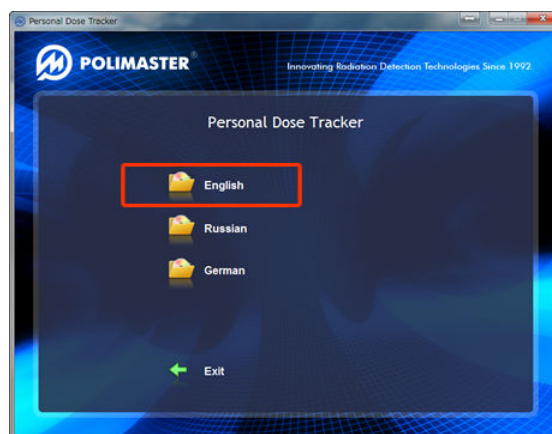 Personal Dose Tracker
POLIMASTER®
Innovating Radiation Detection Technologies Since 1992
Personal Dose Tracker
English
Russian
German
Exit